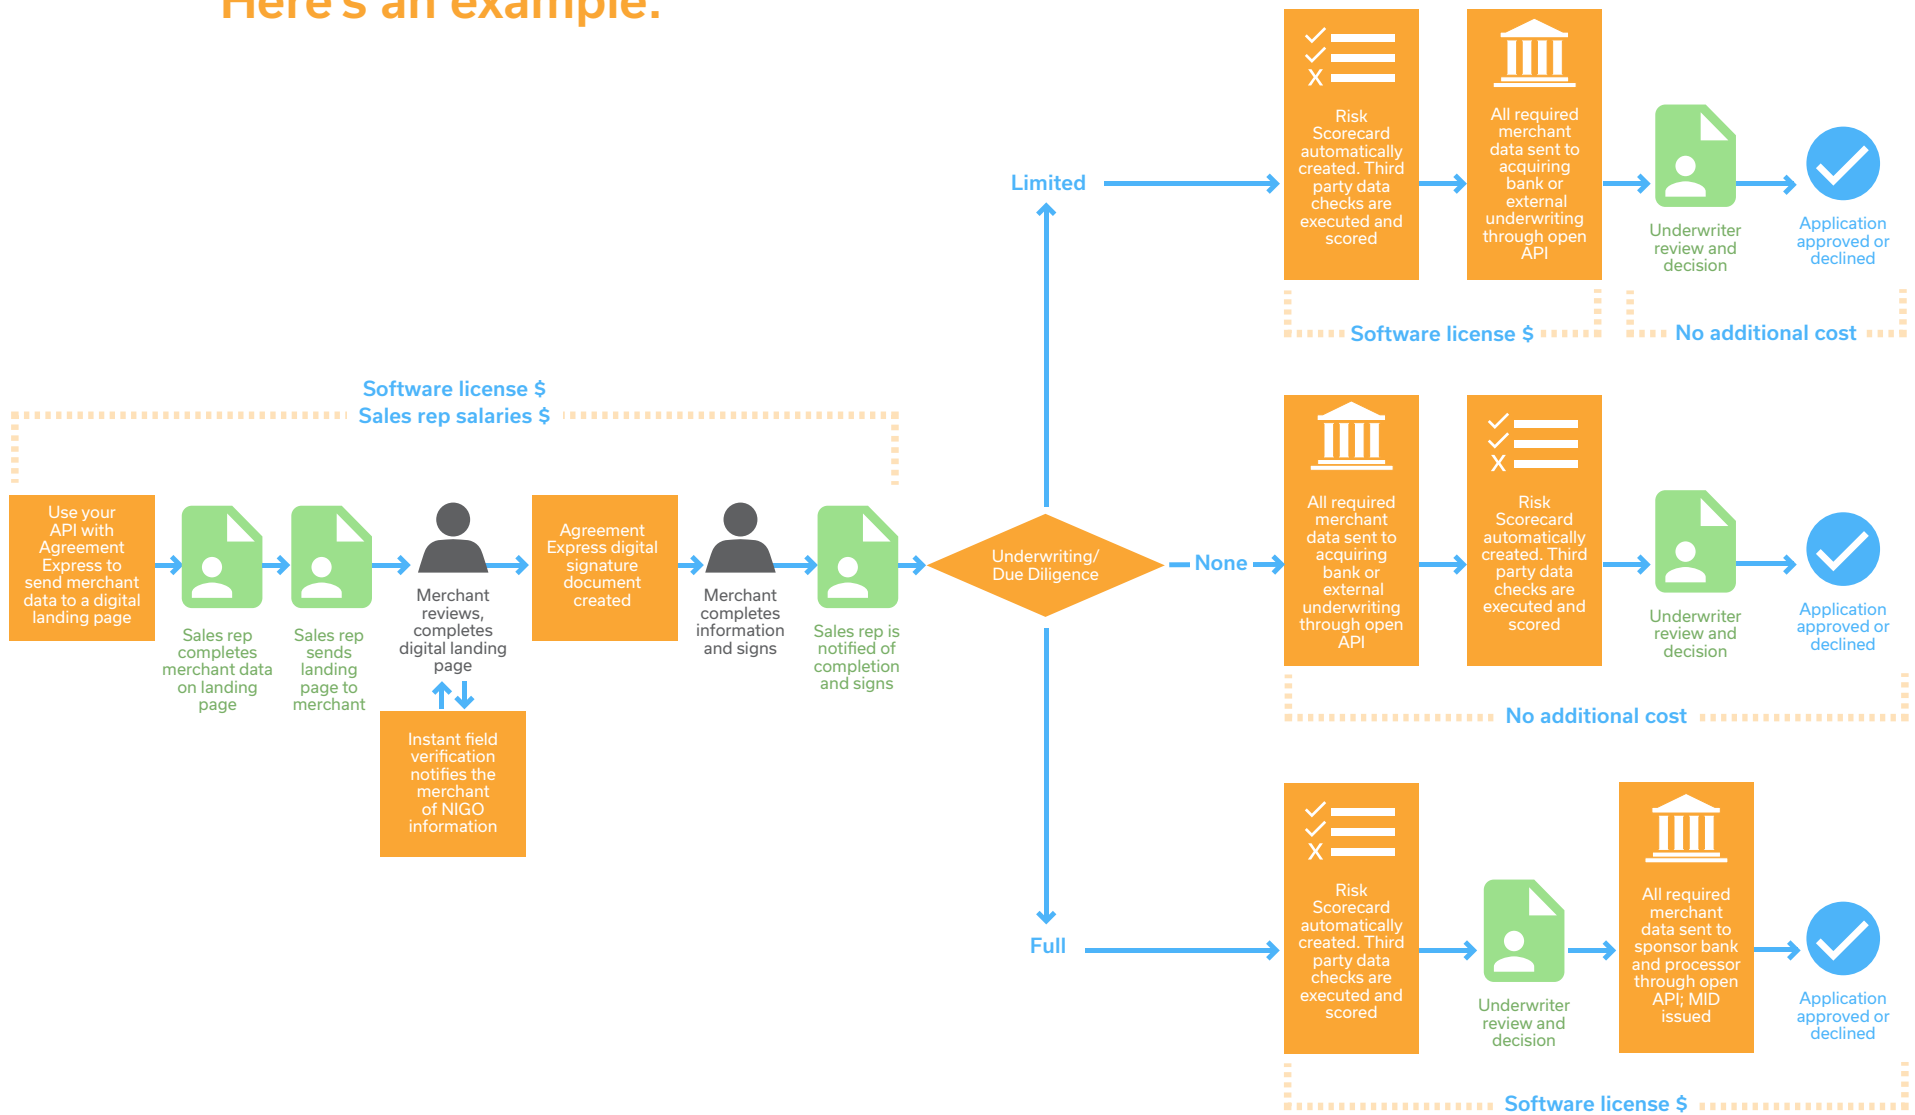 Here's an example:
Risk
Scorecard
automatically
created. Third
party data
checks are
executed and
scored
All required
merchant
data sent to
acquiring
bank or
external
underwriting
through open
API
Limited
Underwriter
review and
decision
Application
approved or
declined
Software license $
No additional cost
Software license $
Sales rep salaries $
Use your
API with
Agreement
Express to
send merchant
data to a digital
landing page
Sales rep
completes
merchant data
on landing
page
Sales rep
sends
landing
page to
merchant
Merchant
reviews,
completes
digital landing
page
Instant field
verification
notifies the
merchant
of NIGO
information
Agreement
Express digital
signature
document
created
Merchant
completes
information
and signs
Sales rep is
notified of
completion
and signs
Underwriting/
Due Diligence
None
All required
merchant
data sent to
acquiring
bank or
external
underwriting
through open
API
Risk
Scorecard
automatically
created. Third
party data
checks are
executed and
scored
Underwriter
review and
decision
Application
approved or
declined
No additional cost
Full
Risk
Scorecard
automatically
created. Third
party data
checks are
executed and
scored
Underwriter
review and
decision
All required
merchant
data sent to
sponsor bank
and processor
through open
API; MID
issued
Application
approved or
declined
Software license $